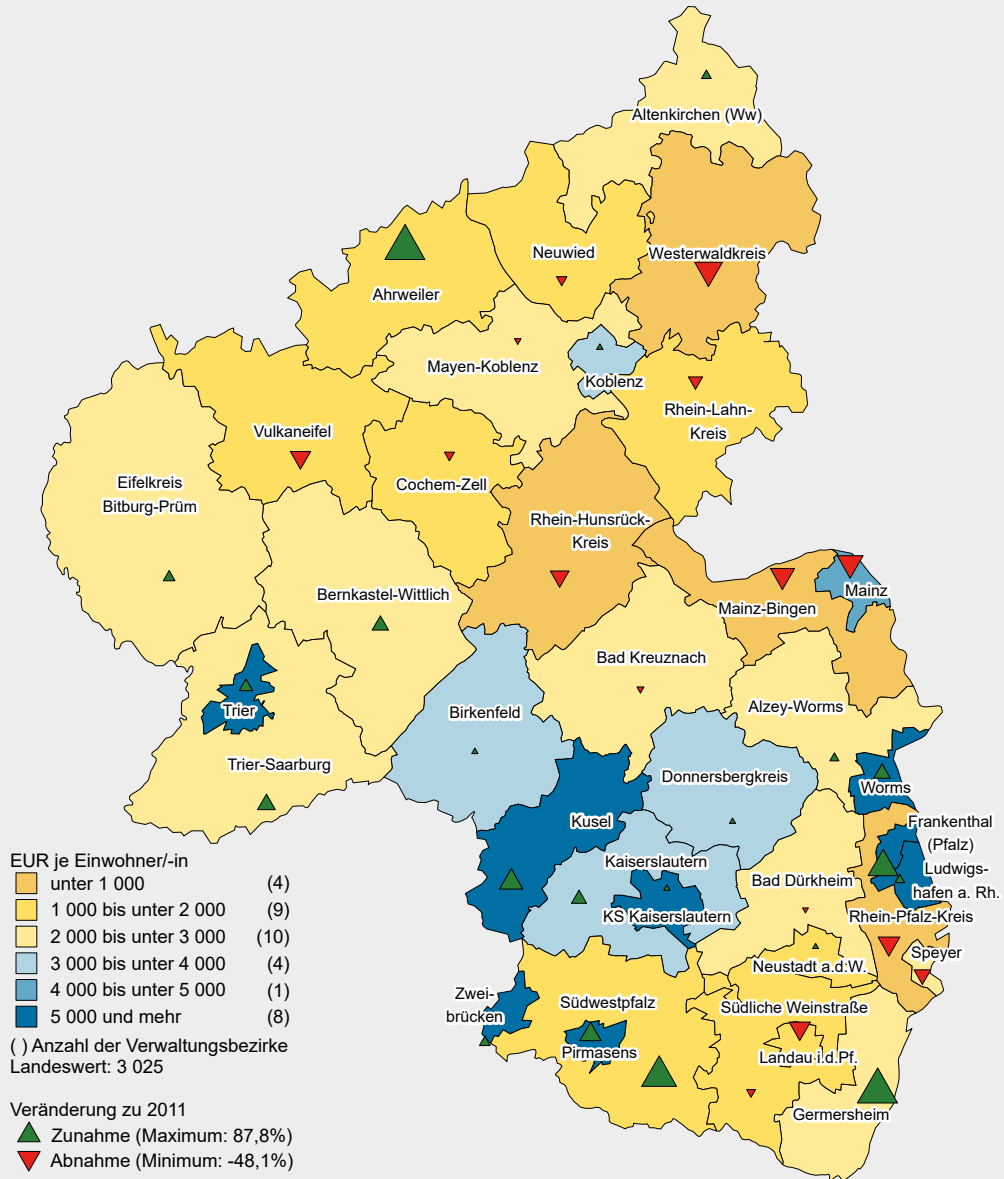 Altenkirchen (Ww)
Neuwied
Westerwaldkreis
Ahrweiler
Mayen-Koblenz
Koblenz
Rhein-Lahn-
Kreis
Vulkaneifel
Cochem-Zell
Eifelkreis
Bitburg-Prüm
Rhein-Hunsrück-
Kreis
Bernkastel-Wittlich
Mainz-Bingen
Mainz
Bad Kreuznach
Alzey-Worms
Birkenfeld
Trier
Trier-Saarburg
Donnersbergkreis
Worms
Kusel
Frankenthal
(Pfalz)
Ludwigs-
hafen a. Rh.
Kaiserslautern
Bad Dürkheim
KS Kaiserslautern
Rhein-Pfalz-Kreis
Speyer
Neustadt a.d.W.
Zwei-
brücken
Südwestpfalz
Südliche Weinstraße
Pirmasens
Landau i.d.Pf.
Germersheim
EUR je Einwohner/-in
unter 1 000 (4)
1 000 bis unter 2 000 (9)
2 000 bis unter 3 000 (10)
3 000 bis unter 4 000 (4)
4 000 bis unter 5 000 (1)
5 000 und mehr (8)
( ) Anzahl der Verwaltungsbezirke
Landeswert: 3 025
Veränderung zu 2011
Zunahme (Maximum: 87,8%)
Abnahme (Minimum: -48,1%)